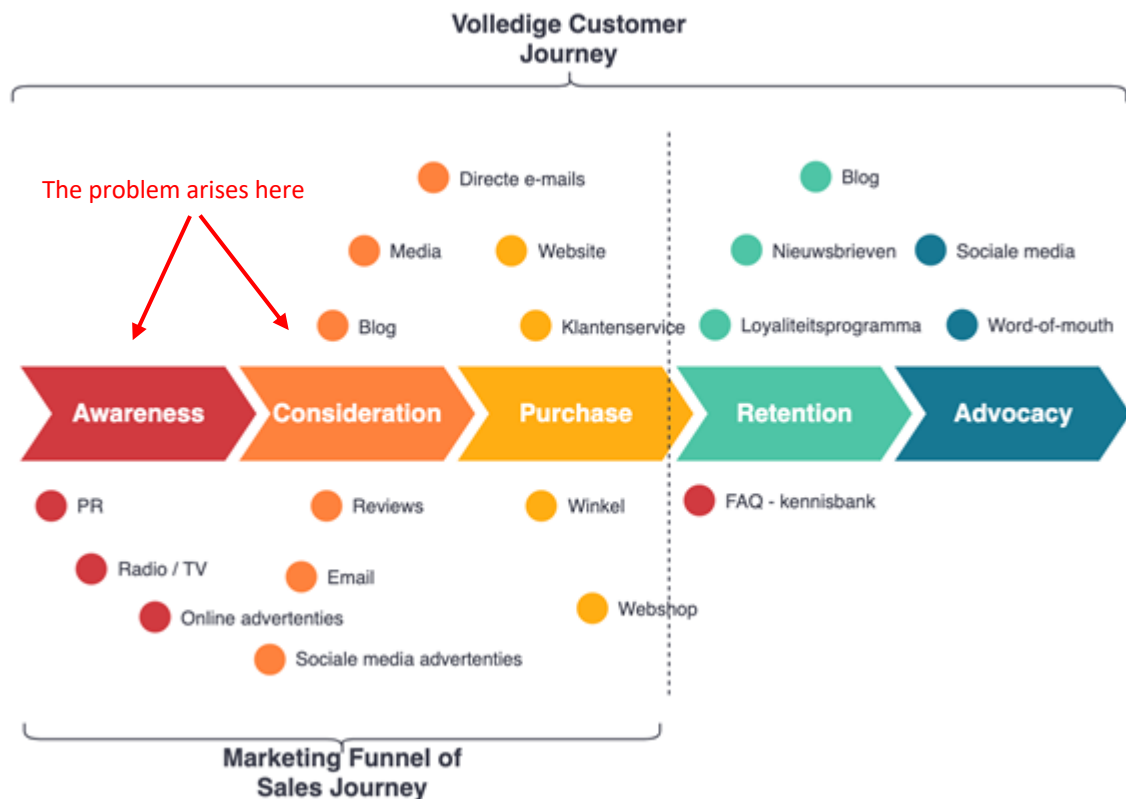 Volledige Customer
Journey
The problem arises here
Directe e-mails
Blog
Media
Website
Nieuwsbrieven
Sociale media
Blog
Klantenservice
Loyaliteitsprogramma
Word-of-mouth
Awareness
Consideration
Purchase
Retention
Advocacy
PR
Reviews
Winkel
FAQ - kennisbank
Radio / TV
Email
Online advertenties
Webshop
Sociale media advertenties
Marketing Funnel of
Sales Journey